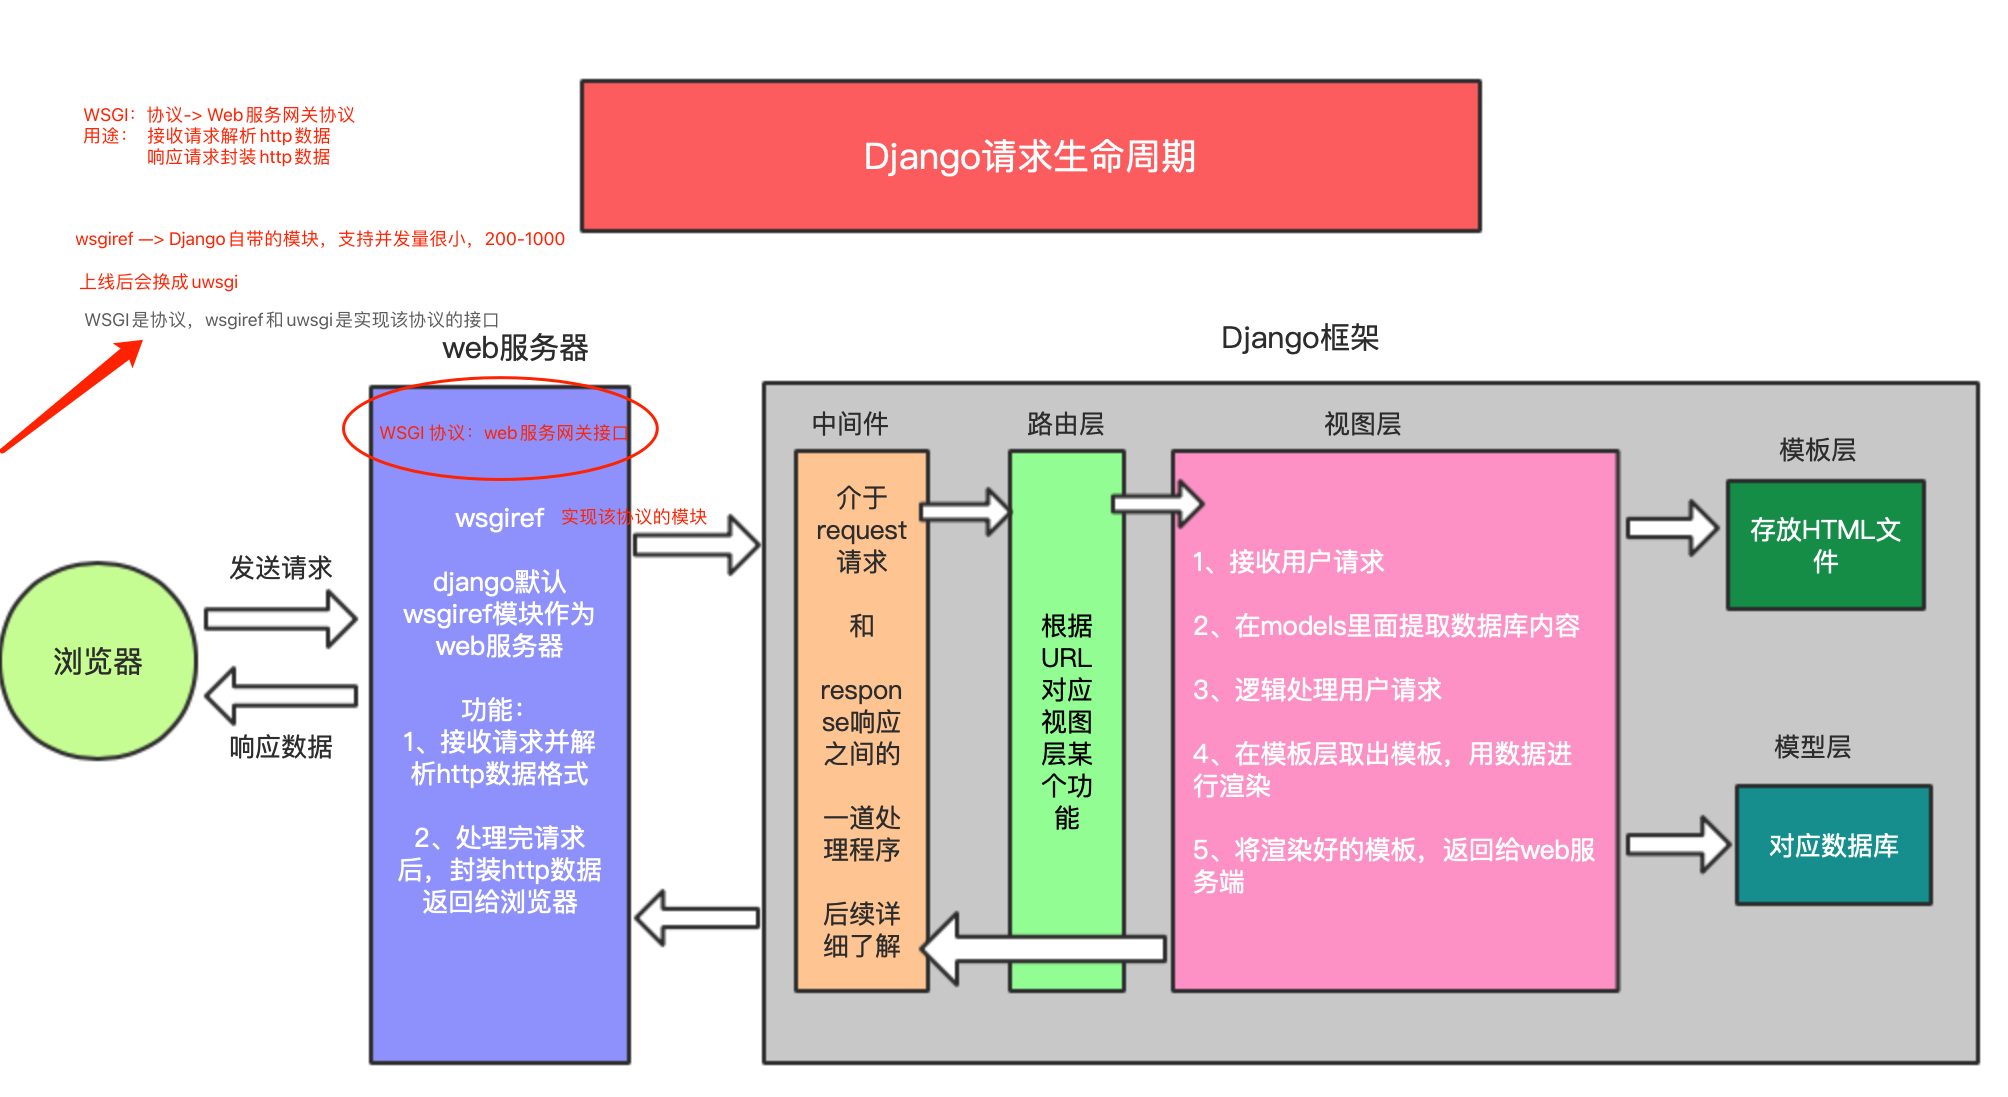 Django请求生命周期
WSGI：协议-> Web服务网关协议
用途： 接收请求解析http数据
响应请求封装http数据
wsgiref —> Django自带的模块，支持并发量很小，200-1000
上线后会换成uwsgi
WSGI是协议，wsgiref和uwsgi是实现该协议的接口
web服务器
WSGI 协议：web服务网关接口
wsgiref
实现该协议的模块
django默认
wsgiref模块作为
web服务器
功能：
1、接收请求并解
析http数据格式
2、处理完请求
后，封装http数据
返回给浏览器
发送请求
浏览器
响应数据
Django框架
中间件
介于
request
请求
和
respon
se响应
之间的
一道处
理程序
后续详
细了解
路由层
根据
URL
对应
视图
层某
个功
能
视图层
1、接收用户请求
2、在models里面提取数据库内容
3、逻辑处理用户请求
4、在模板层取出模板，用数据进
行渲染
5、将渲染好的模板，返回给web服
务端
模板层
存放HTML文
件
模型层
对应数据库